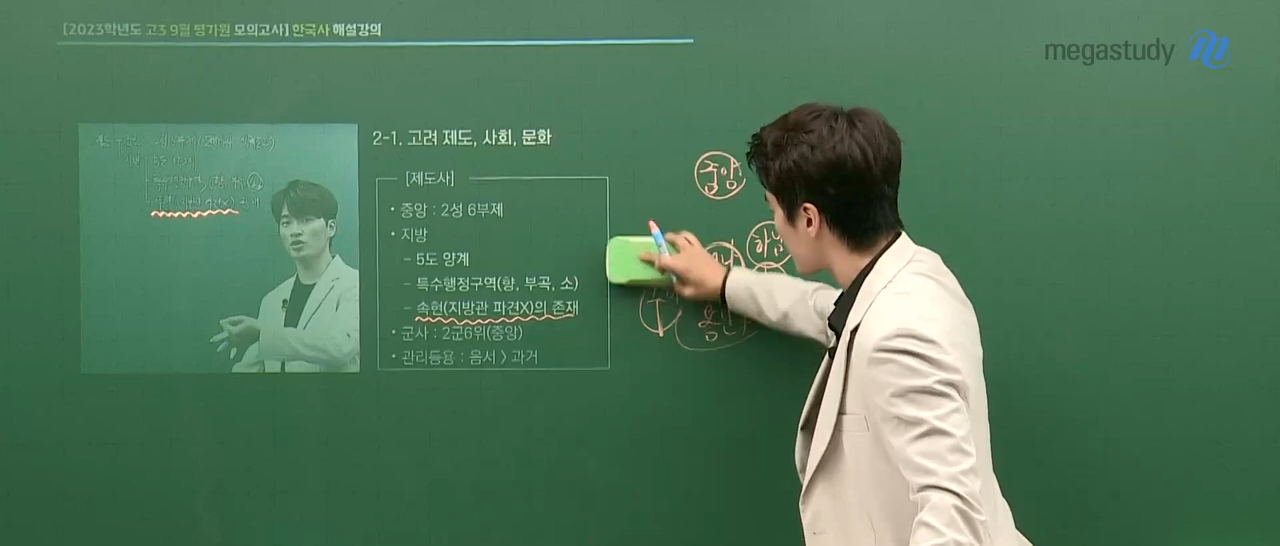 [2023학년도 고3 9월 평가원 모의고사] 한국사 해설강의
megastudy
2-1. 고려 제도, 사회, 문화
[제도사]
• 중앙 : 2성 6부제
• 지방
- 5도 양계
- 특수행정구역(향, 부곡, 소)
- 속현(지방관 파견X)의 존재
• 군사 : 2군6위(중앙)
• 관리등용 : 음서 > 과거
중앙
하남
용인